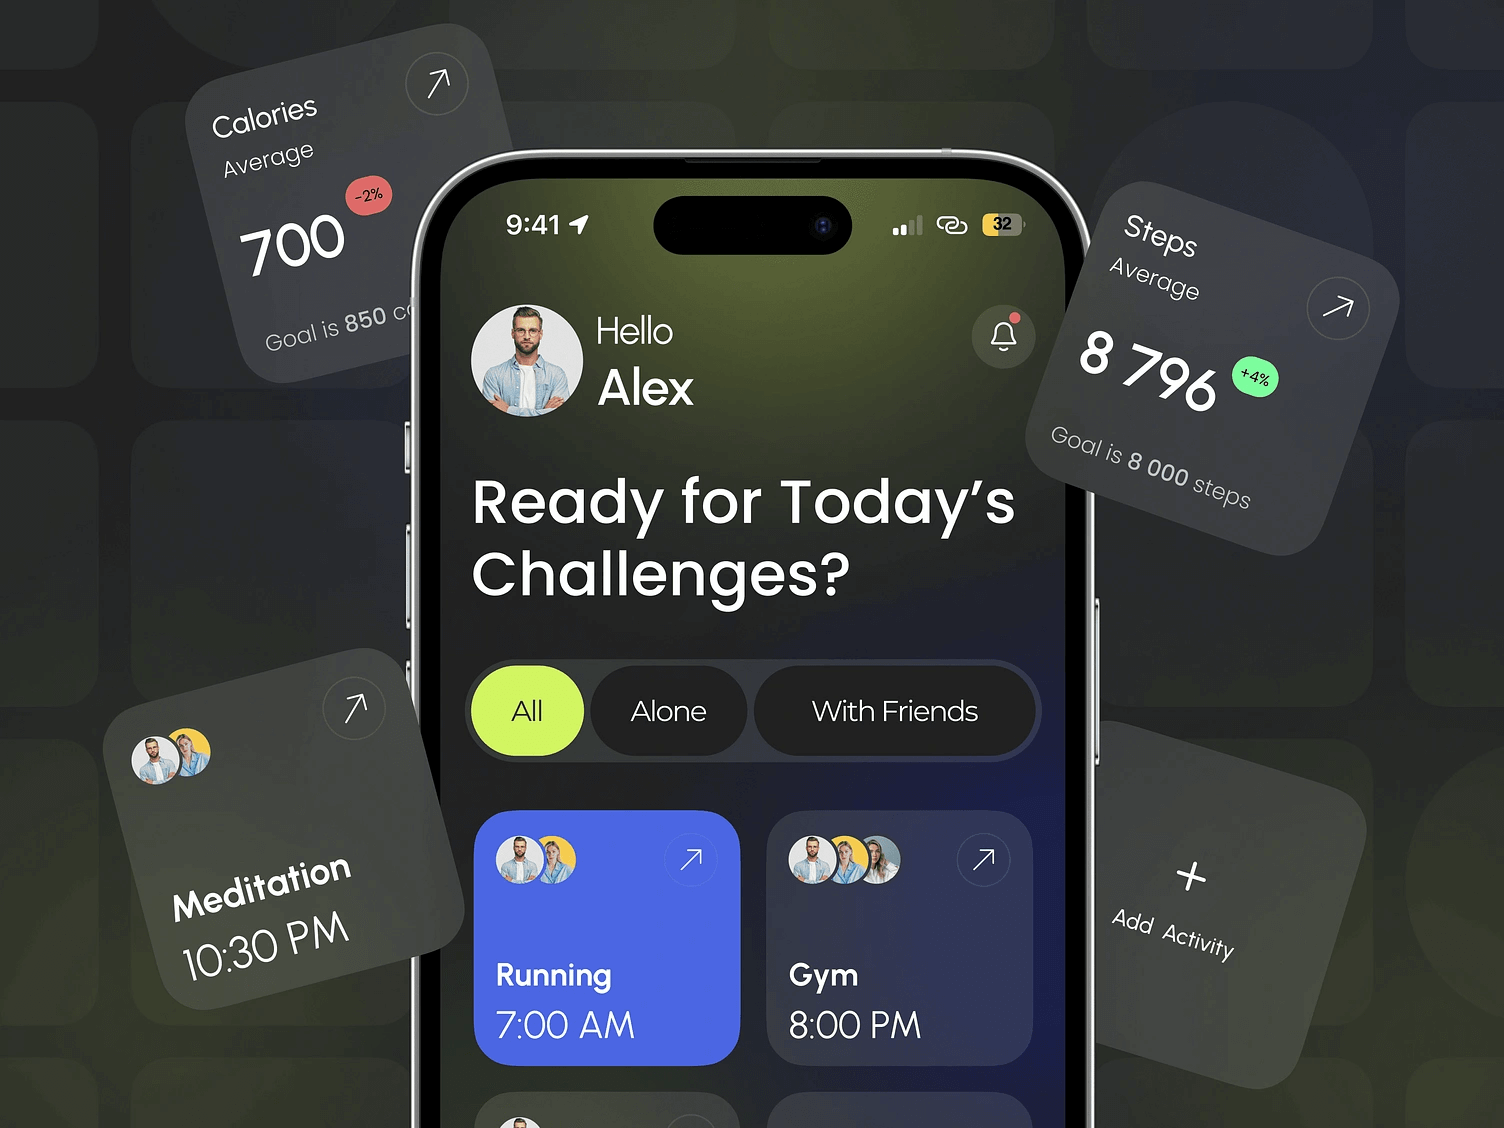 Calories
Average
700
-2%
Goal is 850
9:41
32
Hello
Alex
Steps
Average
8 796
+4%
Goal is 8 000 steps
Ready for Today's
Challenges?
All
Alone
With Friends
Meditation
10:30 PM
Running
7:00 AM
Gym
8:00 PM
+
Add Activity